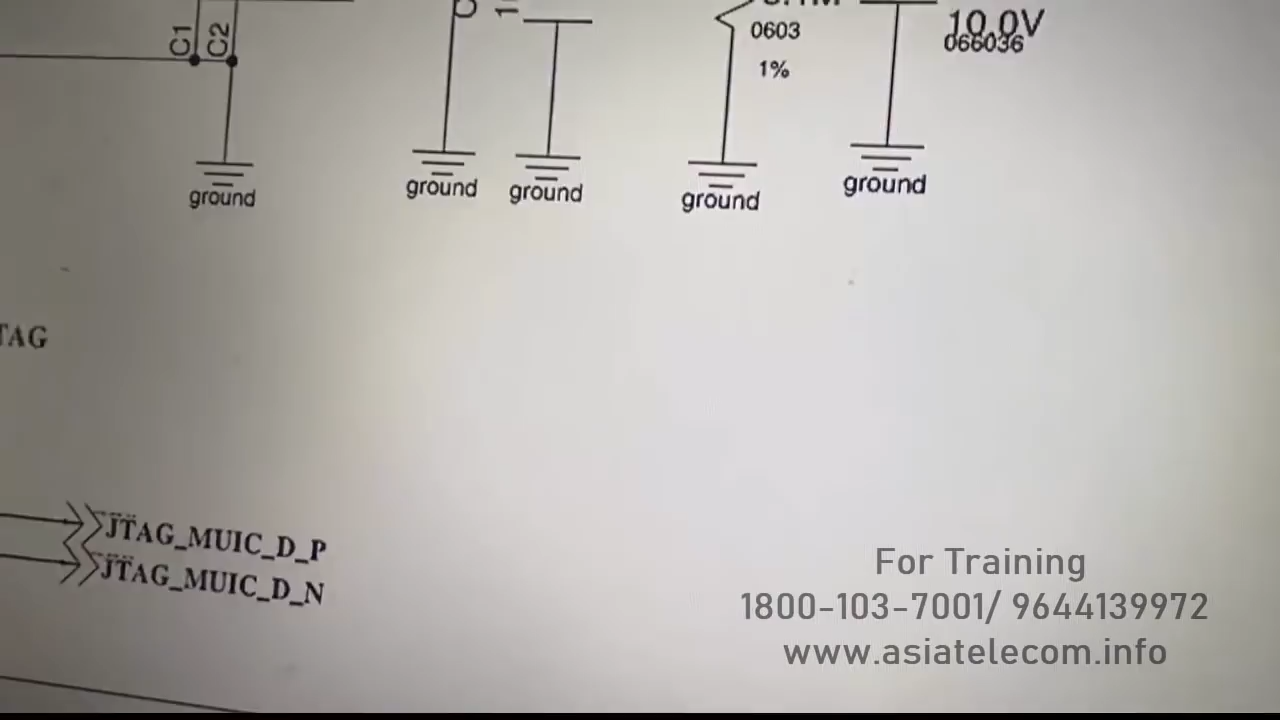 C1
C2
0603
1%
10.0V
066036
ground
ground
ground
ground
ground
TAG
JTAG_MUIC_D_P
JTAG_MUIC_D_N
For Training
1800-103-7001/ 9644139972
www.asiatelecom.info